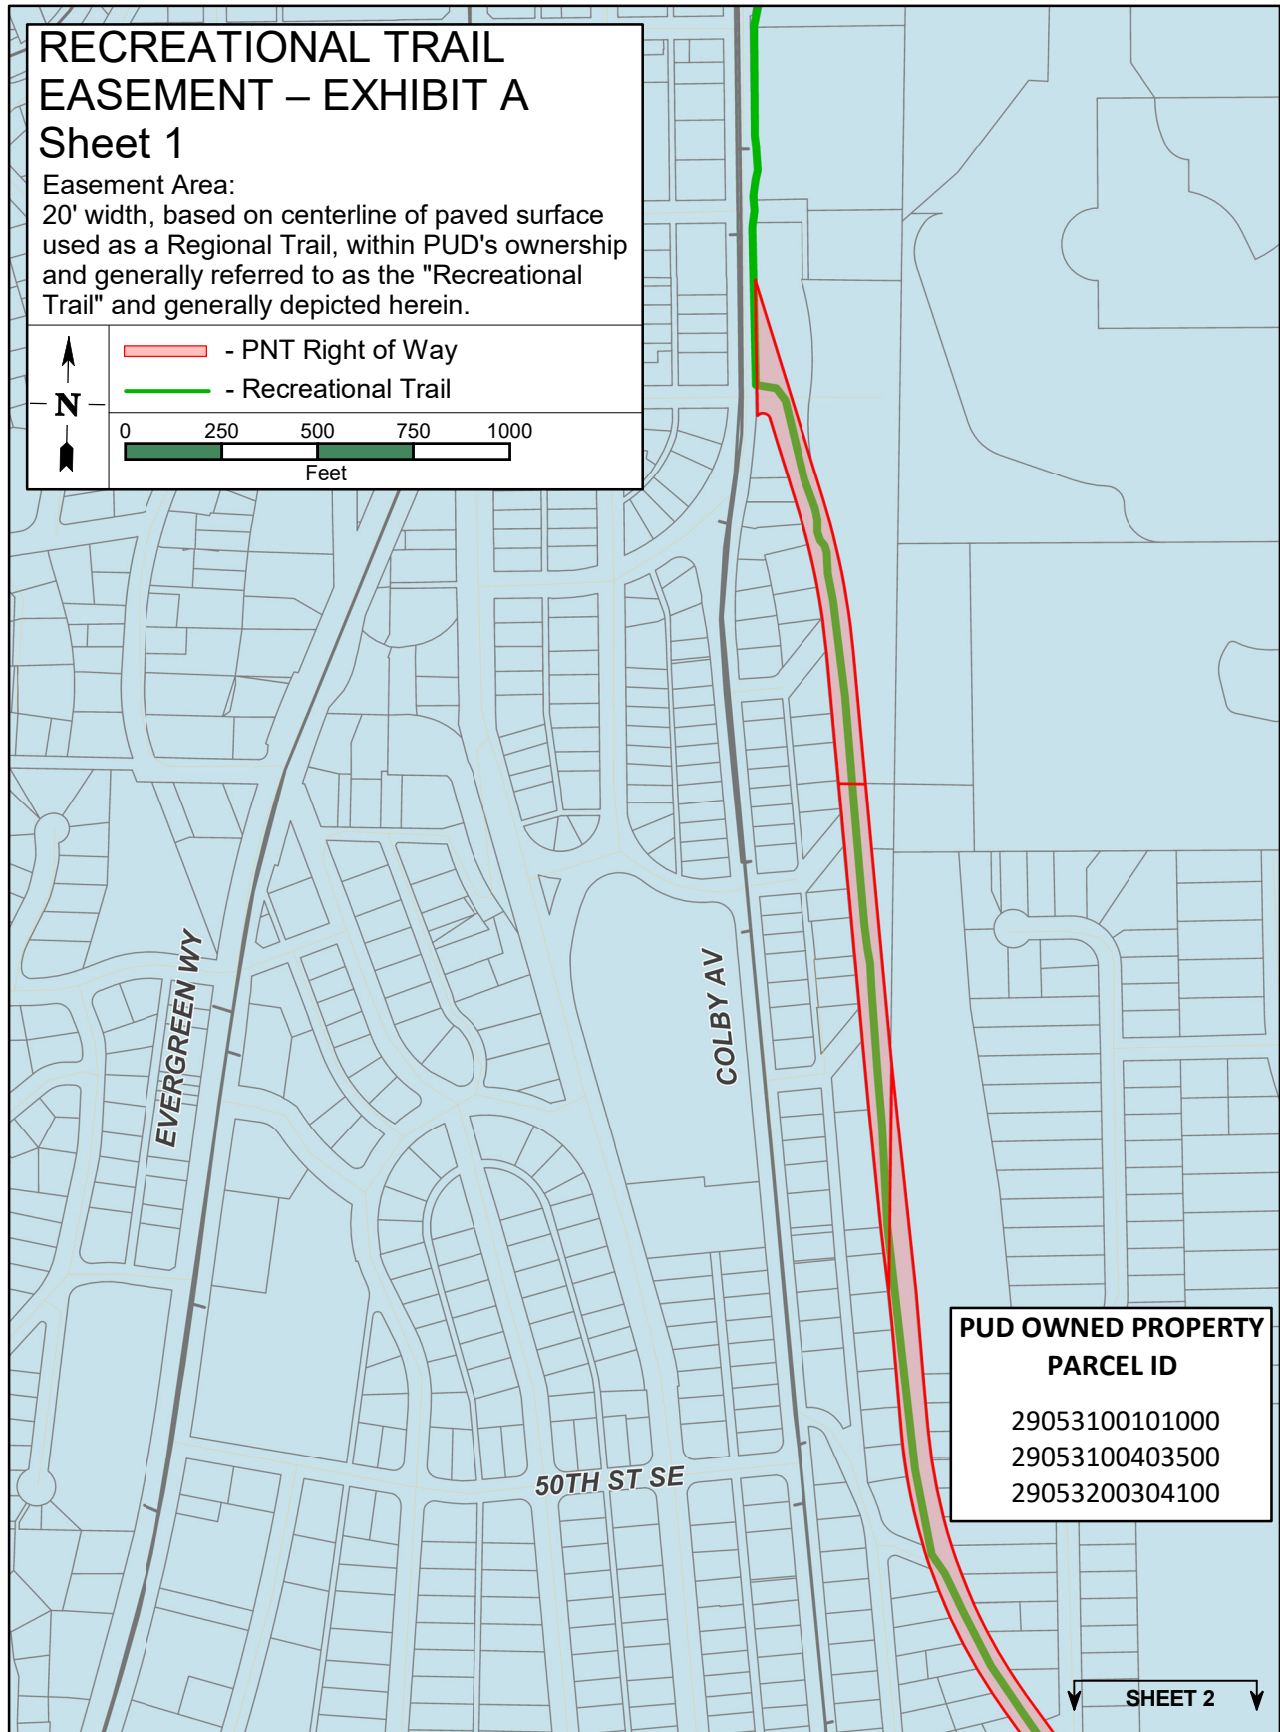 RECREATIONAL TRAIL
EASEMENT – EXHIBIT A
Sheet 1
Easement Area:
20' width, based on centerline of paved surface
used as a Regional Trail, within PUD's ownership
and generally referred to as the "Recreational
Trail" and generally depicted herein.
N
- PNT Right of Way
- Recreational Trail
0 250 500 750 1000
Feet
EVERGREEN WY
COLBY AV
50TH ST SE
PUD OWNED PROPERTY
PARCEL ID
29053100101000
29053100403500
29053200304100
SHEET 2